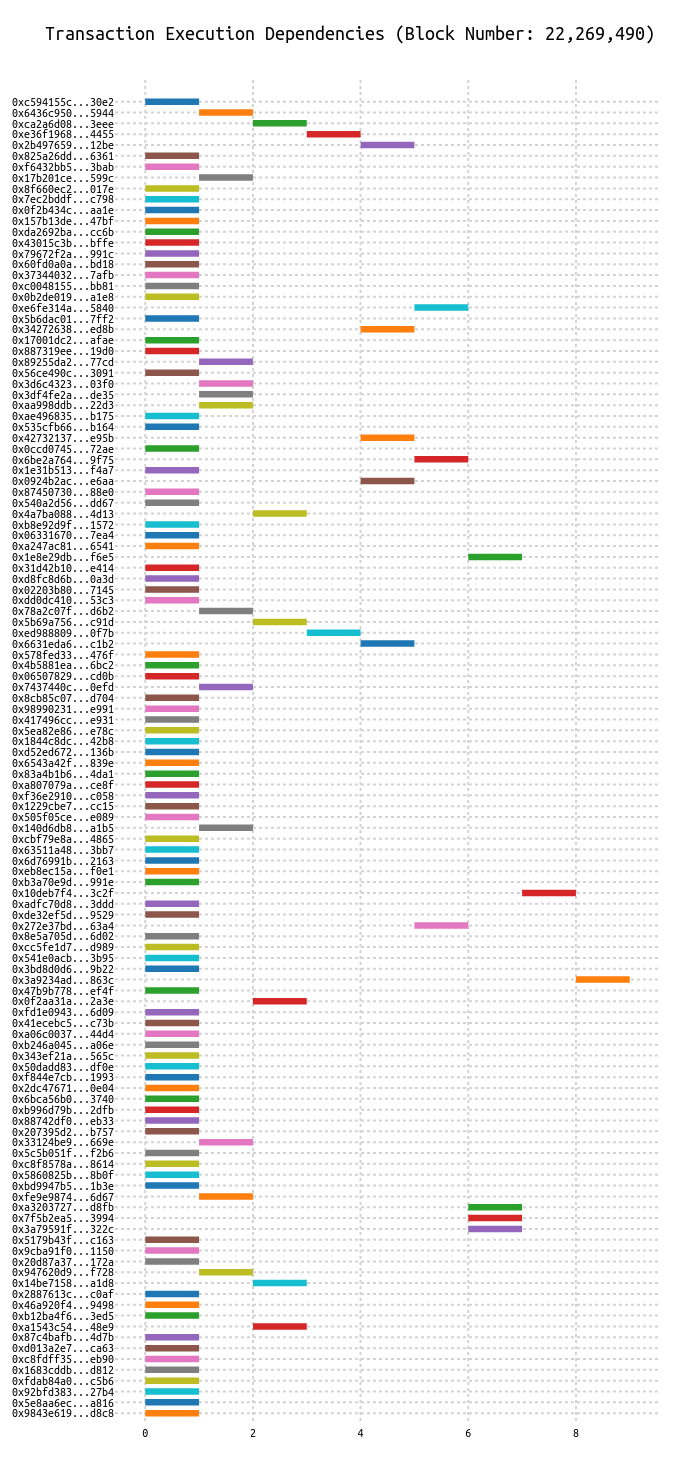 Transaction Execution Dependencies (Block Number: 22,269,490)
0xc594155c...30e2
0x6436c950...5944
0xca2a6d08...3eee
0xe36f1968...4455
0x2b497659...12be
0x825a26dd...6361
0xf6432bb5...3bab
0x17b201ce...599c
0x8f660ec2...017e
0x7ec2bddf...c798
0x0f2b434c...aa1e
0x157b13de...47bf
0xda2692ba...cc6b
0x43015c3b...bffe
0x79672f2a...991c
0x60fd0a0a...bd18
0x37344032...7afb
0xc0048155...bb81
0x0b2de019...a1e8
0xe6fe314a...5840
0x5b6dac01...7ff2
0x34272638...ed8b
0x17001dc2...afae
0x887319ee...19d0
0x89255da2...77cd
0x56ce490c...3091
0x3d6c4323...03f0
0x3df4fe2a...de35
0xaa998ddb...22d3
0xae496835...b175
0x535cfb66...b164
0x42732137...e95b
0x0ccd0745...72ae
0x6be2a764...9f75
0x1e31b513...f4a7
0x0924b2ac...e6aa
0x87450730...88e0
0x540a2d56...dd67
0x4a7ba088...4d13
0xb8e92d9f...1572
0x06331670...7ea4
0xa247ac81...6541
0x1e8e29db...f6e5
0x31d42b10...e414
0xd8fc8d6b...0a3d
0x02203b80...7145
0xdd0dc410...53c3
0x78a2c07f...d6b2
0x5b69a756...c91d
0xed988809...0f7b
0x6631eda6...c1b2
0x578fed33...476f
0x4b5881ea...6bc2
0x06507829...cd0b
0x7437440c...0efd
0x8cb85c07...d704
0x98990231...e991
0x417496cc...e931
0x5ea82e86...e78c
0x1844c8dc...42b8
0xd52ed672...136b
0x6543a42f...839e
0x83a4b1b6...4da1
0xa807079a...ce8f
0xf36e2910...c058
0x1229cbe7...cc15
0x505f05ce...e089
0x140d6db8...a1b5
0xcbf79e8a...4865
0x63511a48...3bb7
0x6d76991b...2163
0xeb8ec15a...f0e1
0xb3a70e9d...991e
0x10deb7f4...3c2f
0xadfc70d8...3ddd
0xde32ef5d...9529
0x272e37bd...63a4
0x8e5a705d...6d02
0xcc5fe1d7...d989
0x541e0acb...3b95
0x3bd8d0d6...9b22
0x3a9234ad...863c
0x47b9b778...ef4f
0x0f2aa31a...2a3e
0xfd1e0943...6d09
0x41ecebc5...c73b
0xa06c0037...44d4
0xb246a045...a06e
0x343ef21a...565c
0x50dadd83...df0e
0xf844e7cb...1993
0x2dc47671...0e04
0x6bca56b0...3740
0xb996d79b...2dfb
0x88742df0...eb33
0x207395d2...b757
0x33124be9...669e
0x5c5b051f...f2b6
0xc8f8578a...8614
0x5860825b...8b0f
0xbd9947b5...1b3e
0xfe9e9874...6d67
0xa3203727...d8fb
0x7f5b2ea5...3994
0x3a79591f...322c
0x5179b43f...c163
0x9cba91f0...1150
0x20d87a37...172a
0x947620d9...f728
0x14be7158...a1d8
0x2887613c...c0af
0x46a920f4...9498
0xb12ba4f6...3ed5
0xa1543c54...48e9
0x87c4bafb...4d7b
0xd013a2e7...ca63
0xc8fdff35...eb90
0x1683cddb...d812
0xfdab84a0...c5b6
0x92bfd383...27b4
0x5e8aa6ec...a816
0x9843e619...d8c8
0 2 4 6 8